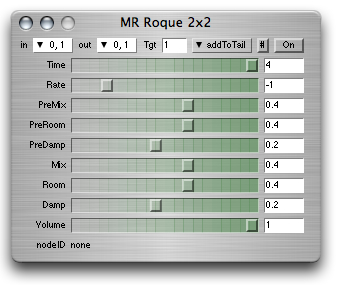 MR Roque 2x2
in ▼ 0, 1 out ▼ 0, 1 Tgt 1 ▼ addToTail # On
Time 4
Rate -1
PreMix 0.4
PreRoom 0.4
PreDamp 0.2
Mix 0.4
Room 0.4
Damp 0.2
Volume 1
nodeID none